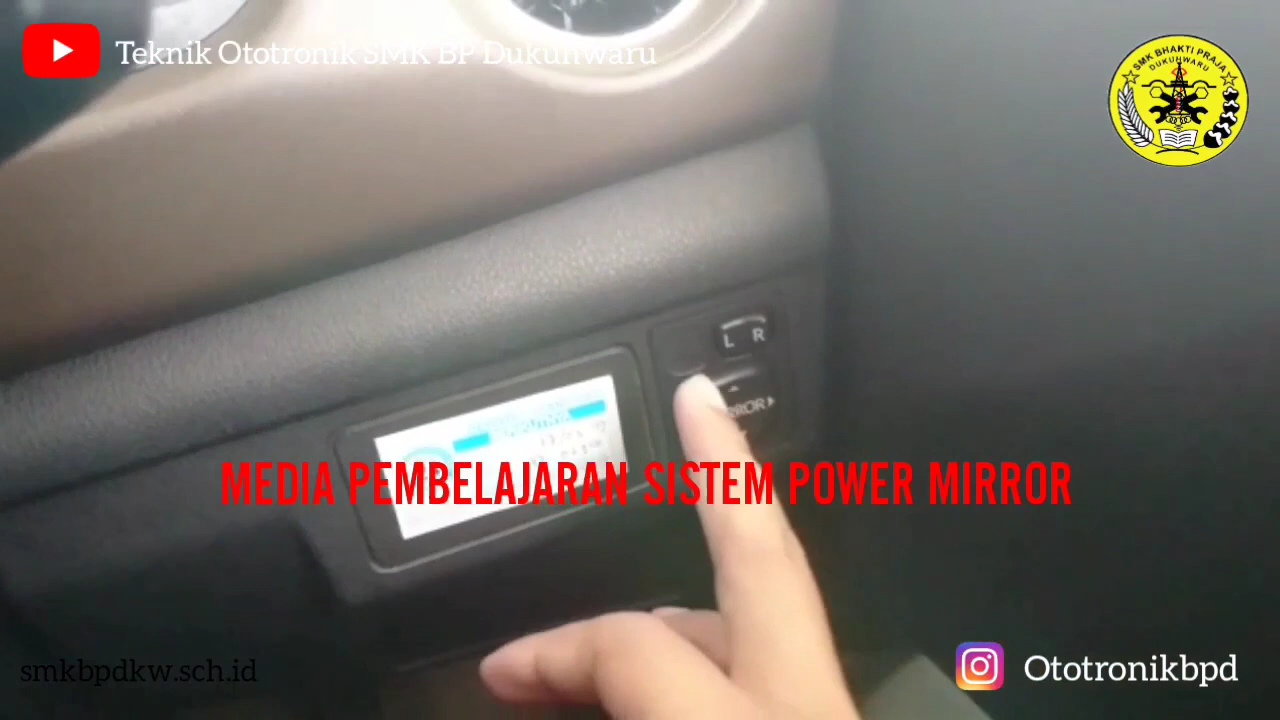 Teknik Ototronik SMK BP Dukuhwaru
SMK BHAKTI PRAJA
DUKUHWARU
L R
MEDIA PEMBELAJARAN SISTEM POWER MIRROR
smkbpdkw.sch.id
Ototronikbpd